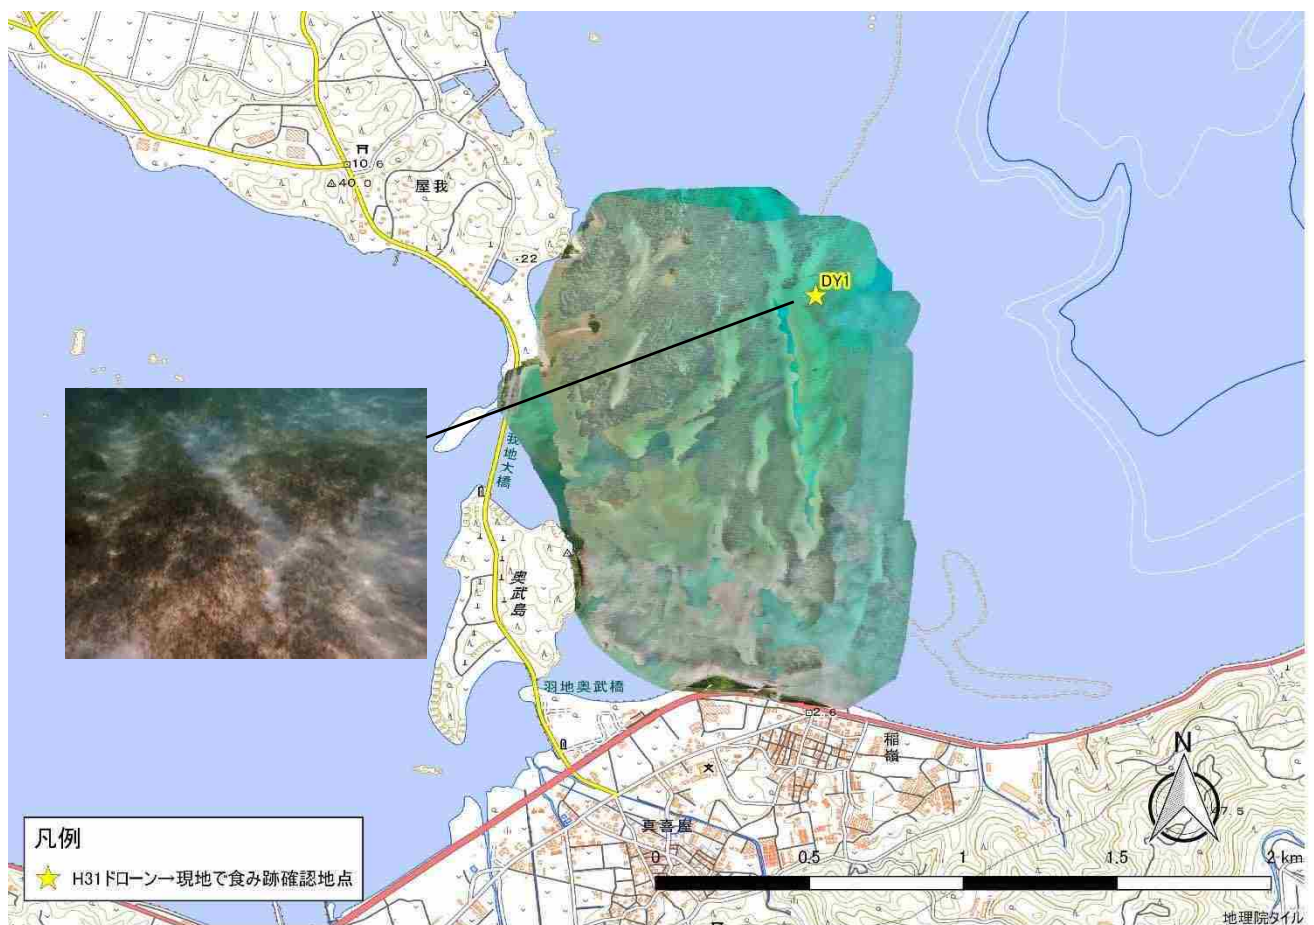 10.6
40.0
屋我
22
DY1
我地大橋
奥武島
羽地奥武橋
2.6
稲嶺
N
47.5
真喜屋
0
0.5
1
1.5
2 km
凡例
H31ドローン→現地で食み跡確認地点
地理院タイル